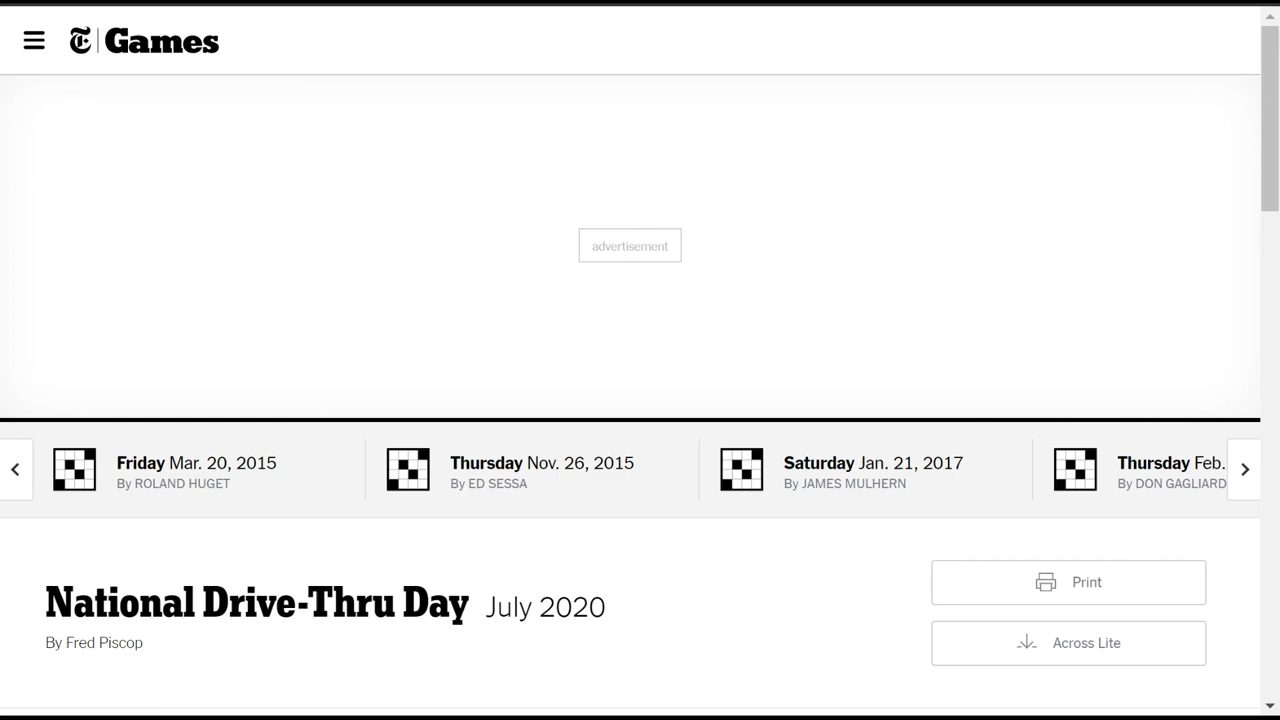 T Games
advertisement
Friday Mar. 20, 2015
By ROLAND HUGET
Thursday Nov. 26, 2015
By ED SESSA
Saturday Jan. 21, 2017
By JAMES MULHERN
Thursday Feb.
By DON GAGLIARD
National Drive-Thru Day July 2020
By Fred Piscop
Print
Across Lite